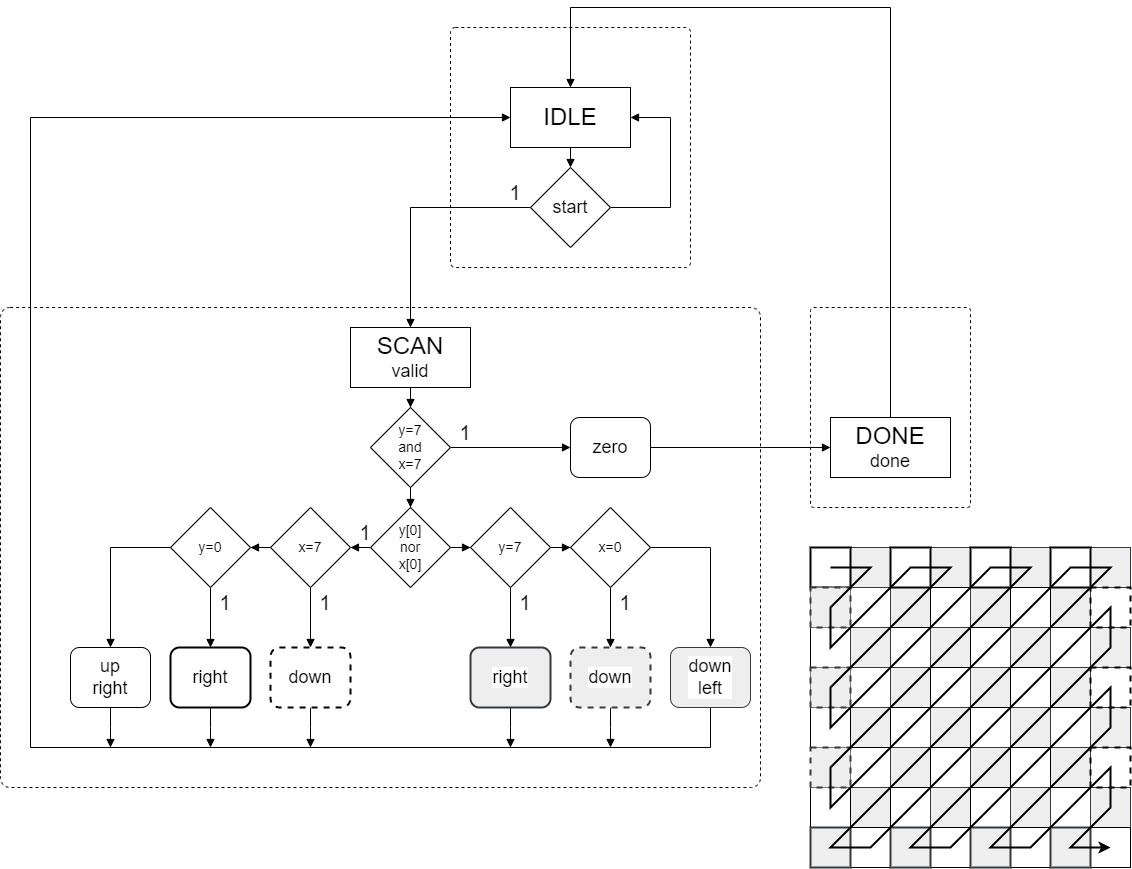 IDLE
1
start
SCAN
valid
y=7
and
x=7
1
zero
DONE
done
y=0
x=7
1
y[0]
nor
x[0]
y=7
x=0
1
1
1
1
up
right
right
down
right
down
down
left